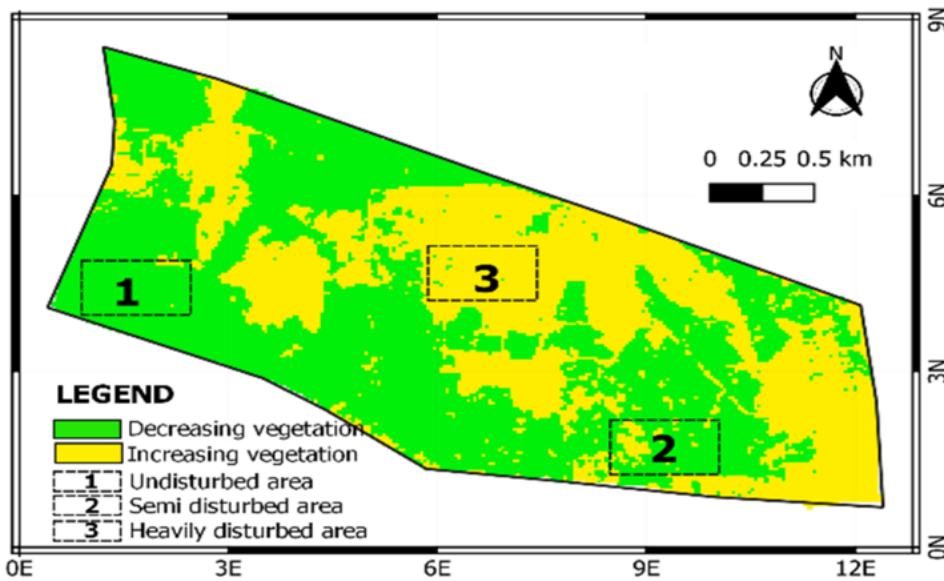 9N
N
0 0.25 0.5 km
6N
1
3
3N
LEGEND
Decreasing vegetation
Increasing vegetation
2
1 Undisturbed area
2 Semi disturbed area
3 Heavily disturbed area
0N
0E 3E 6E 9E 12E